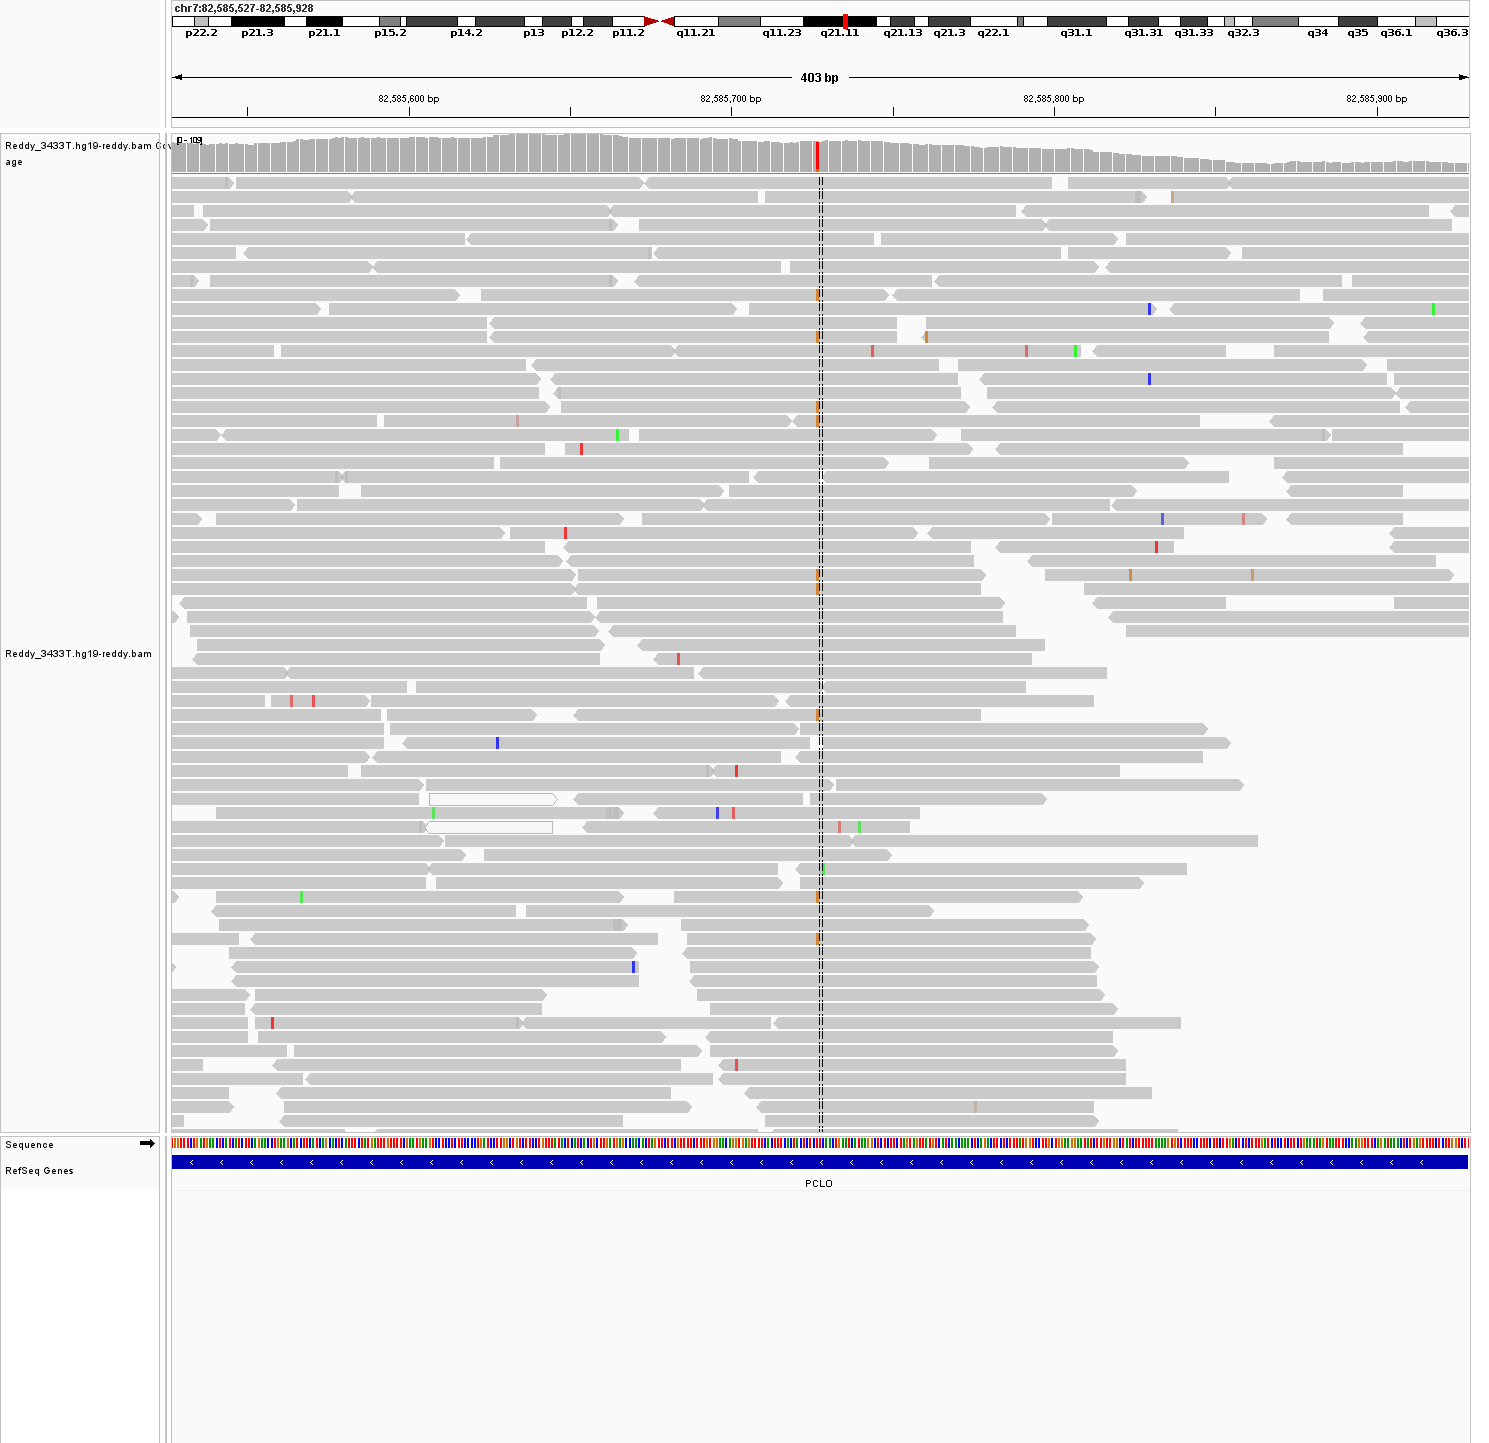 chr7:82,585,527-82,585,928
p22.2 p21.3 p21.1 p15.2 p14.2 p13 p12.2 p11.2 q11.21 q11.23 q21.11 q21.13 q21.3 q22.1 q31.1 q31.31 q31.33 q32.3 q34 q35 q36.1 q36.3
403 bp
82,585,600 bp 82,585,700 bp 82,585,800 bp 82,585,900 bp
Reddy_3433T.hg19-reddy.bam Cov
age
Reddy_3433T.hg19-reddy.bam
Sequence
RefSeq Genes
PCLO